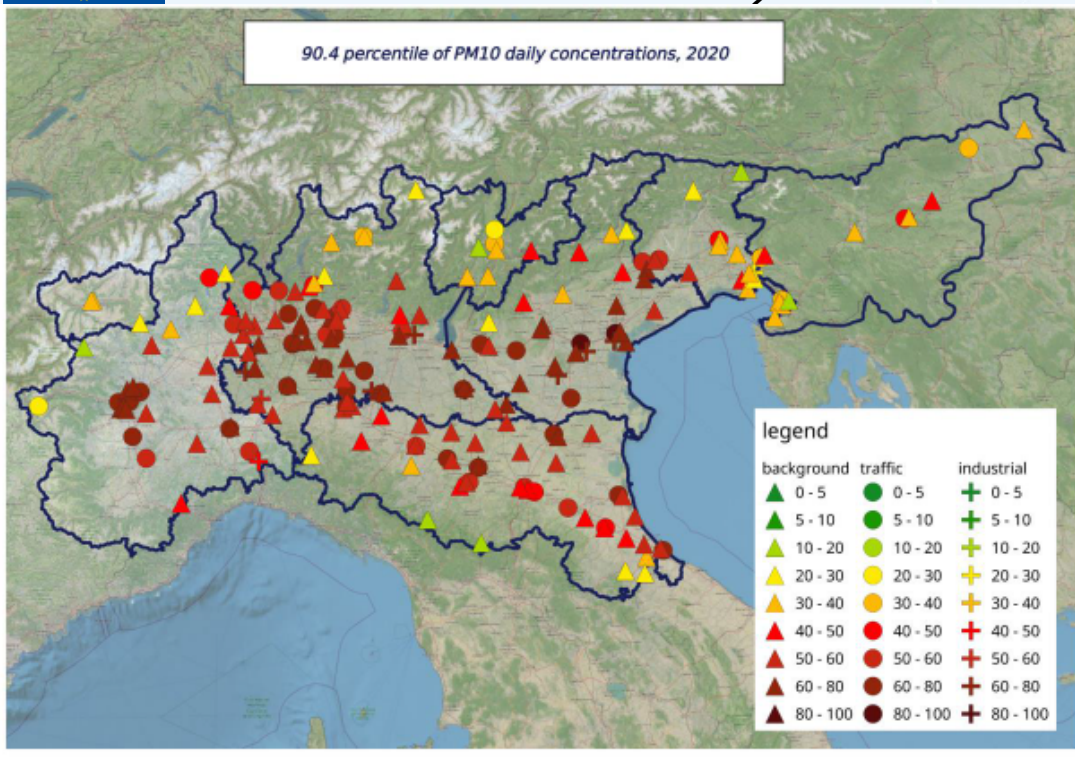 90.4 percentile of PM10 daily concentrations, 2020
legend
background traffic industrial
0 - 5 0 - 5 0 - 5
5 - 10 5 - 10 5 - 10
10 - 20 10 - 20 10 - 20
20 - 30 20 - 30 20 - 30
30 - 40 30 - 40 30 - 40
40 - 50 40 - 50 40 - 50
50 - 60 50 - 60 50 - 60
60 - 80 60 - 80 60 - 80
80 - 100 80 - 100 80 - 100